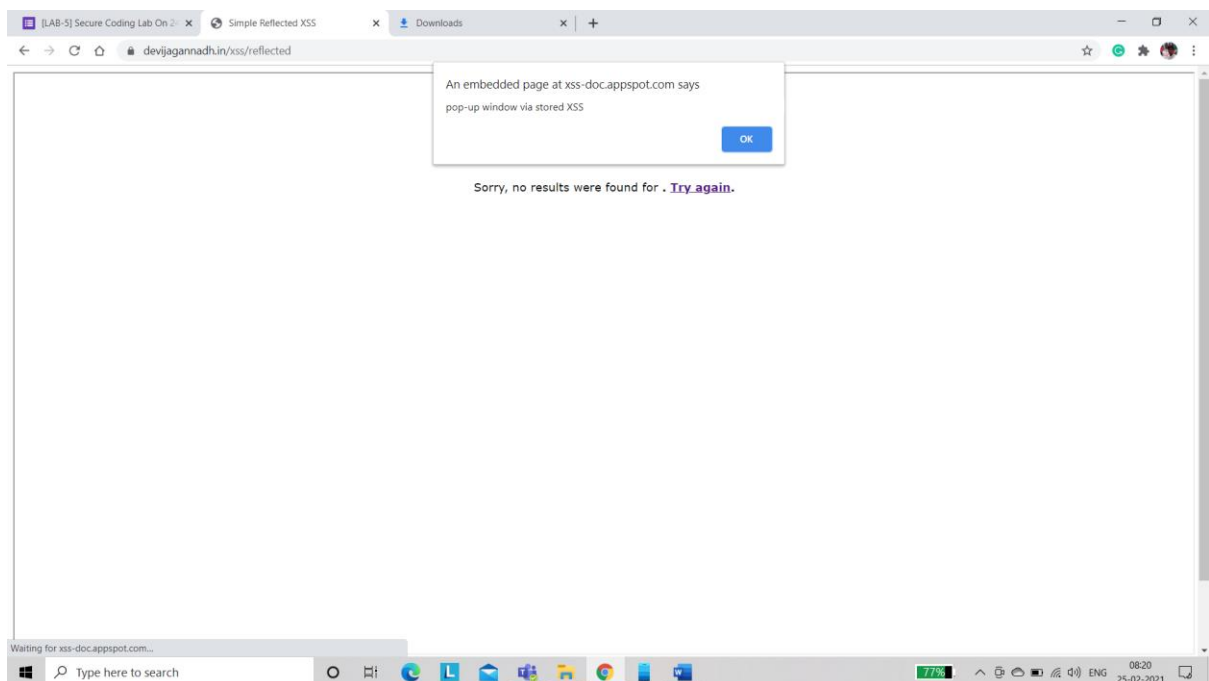 [LAB-5] Secure Coding Lab On 2
Simple Reflected XSS
Downloads
devijagannadh.in/xss/reflected
An embedded page at xss-doc.appspot.com says
pop-up window via stored XSS
OK
Sorry, no results were found for . Try again.
Waiting for xss-doc.appspot.com...
Type here to search
77%
ENG
08:20
25-02-2021